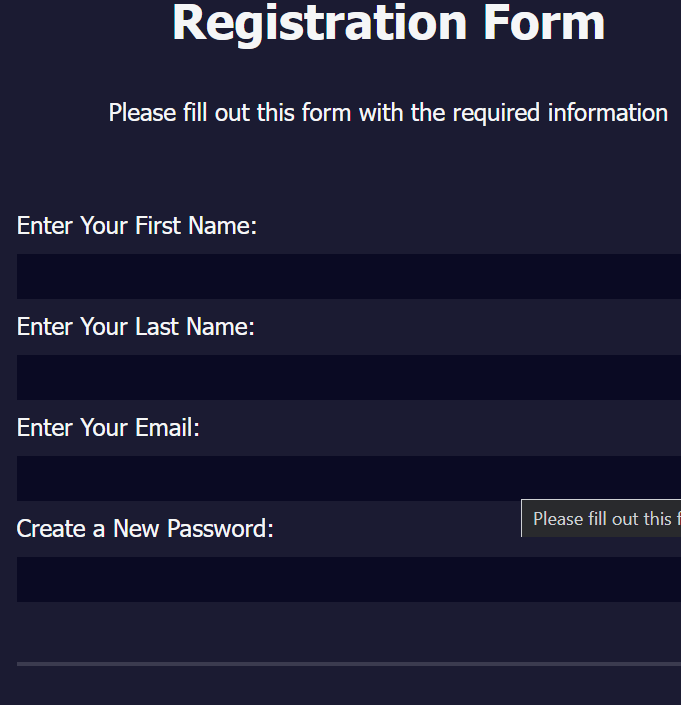 Registration Form
Please fill out this form with the required information
Enter Your First Name:
Enter Your Last Name:
Enter Your Email:
Please fill out this
Create a New Password: